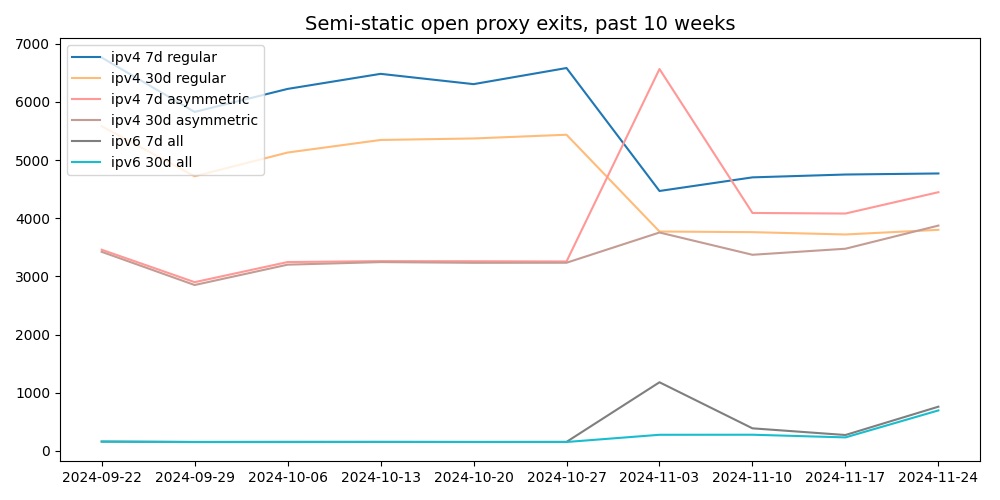 Semi-static open proxy exits, past 10 weeks
7000
6000
5000
4000
3000
2000
1000
0
ipv4 7d regular
ipv4 30d regular
ipv4 7d asymmetric
ipv4 30d asymmetric
ipv6 7d all
ipv6 30d all
2024-09-22 2024-09-29 2024-10-06 2024-10-13 2024-10-20 2024-10-27 2024-11-03 2024-11-10 2024-11-17 2024-11-24